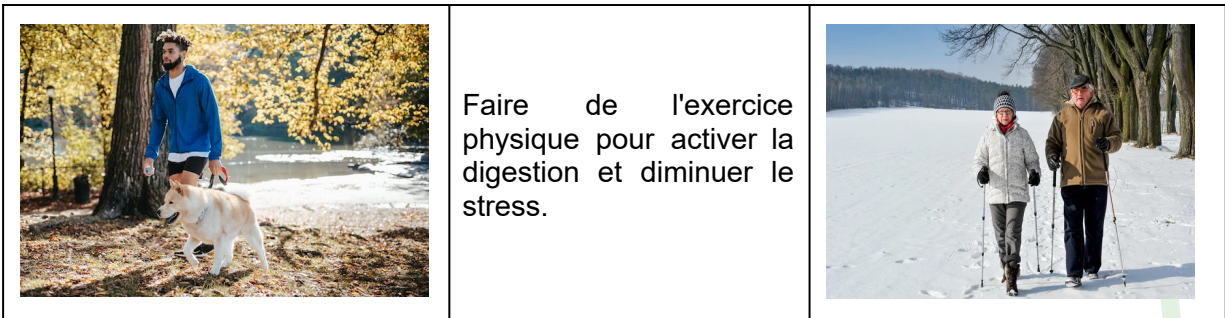 Faire de l'exercice
physique pour activer la
digestion et diminuer le
stress.